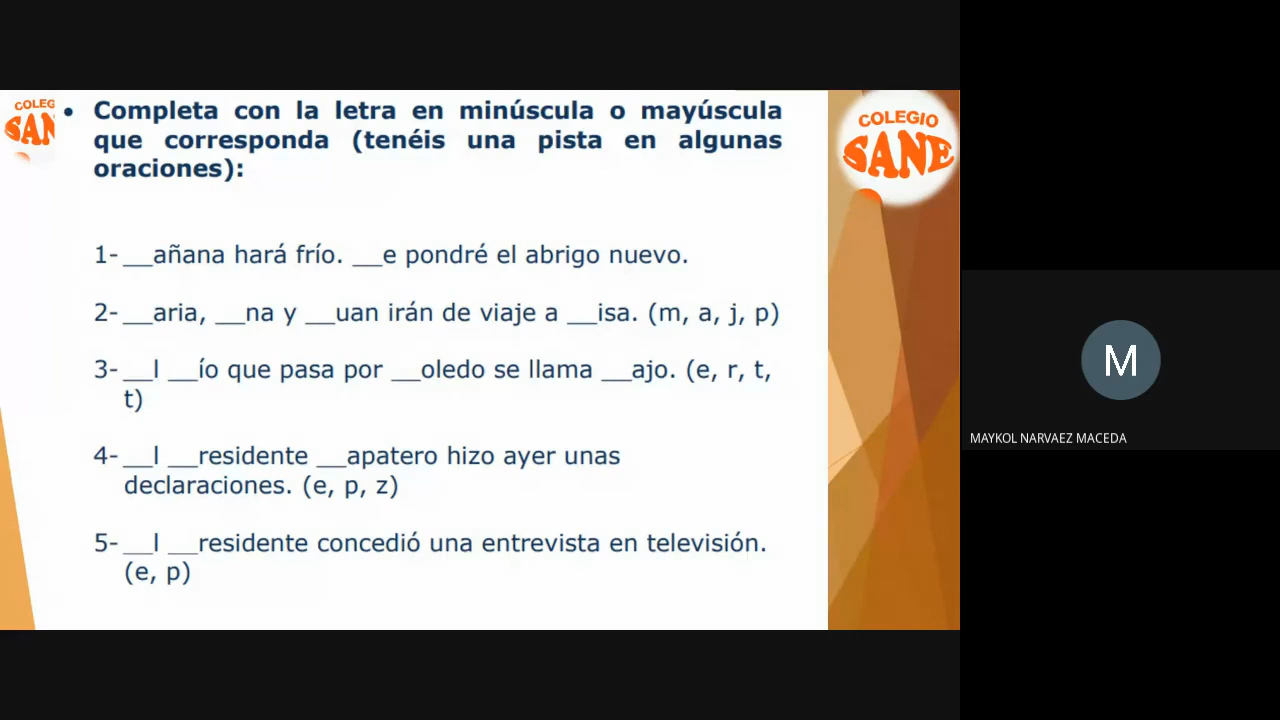 COLEG
SAN
• Completa con la letra en minúscula o mayúscula
que corresponda (tenéis una pista en algunas
oraciones):
1- __añana hará frío. __e pondré el abrigo nuevo.
2- __aria, __na y __uan irán de viaje a __isa. (m, a, j, p)
3- __l __ío que pasa por __oledo se llama __ajo. (e, r, t,
t)
4- __l __residente __apatero hizo ayer unas
declaraciones. (e, p, z)
5- __l __residente concedió una entrevista en televisión.
(e, p)
COLEGIO
SANE
M
MAYKOL NARVAEZ MACEDA